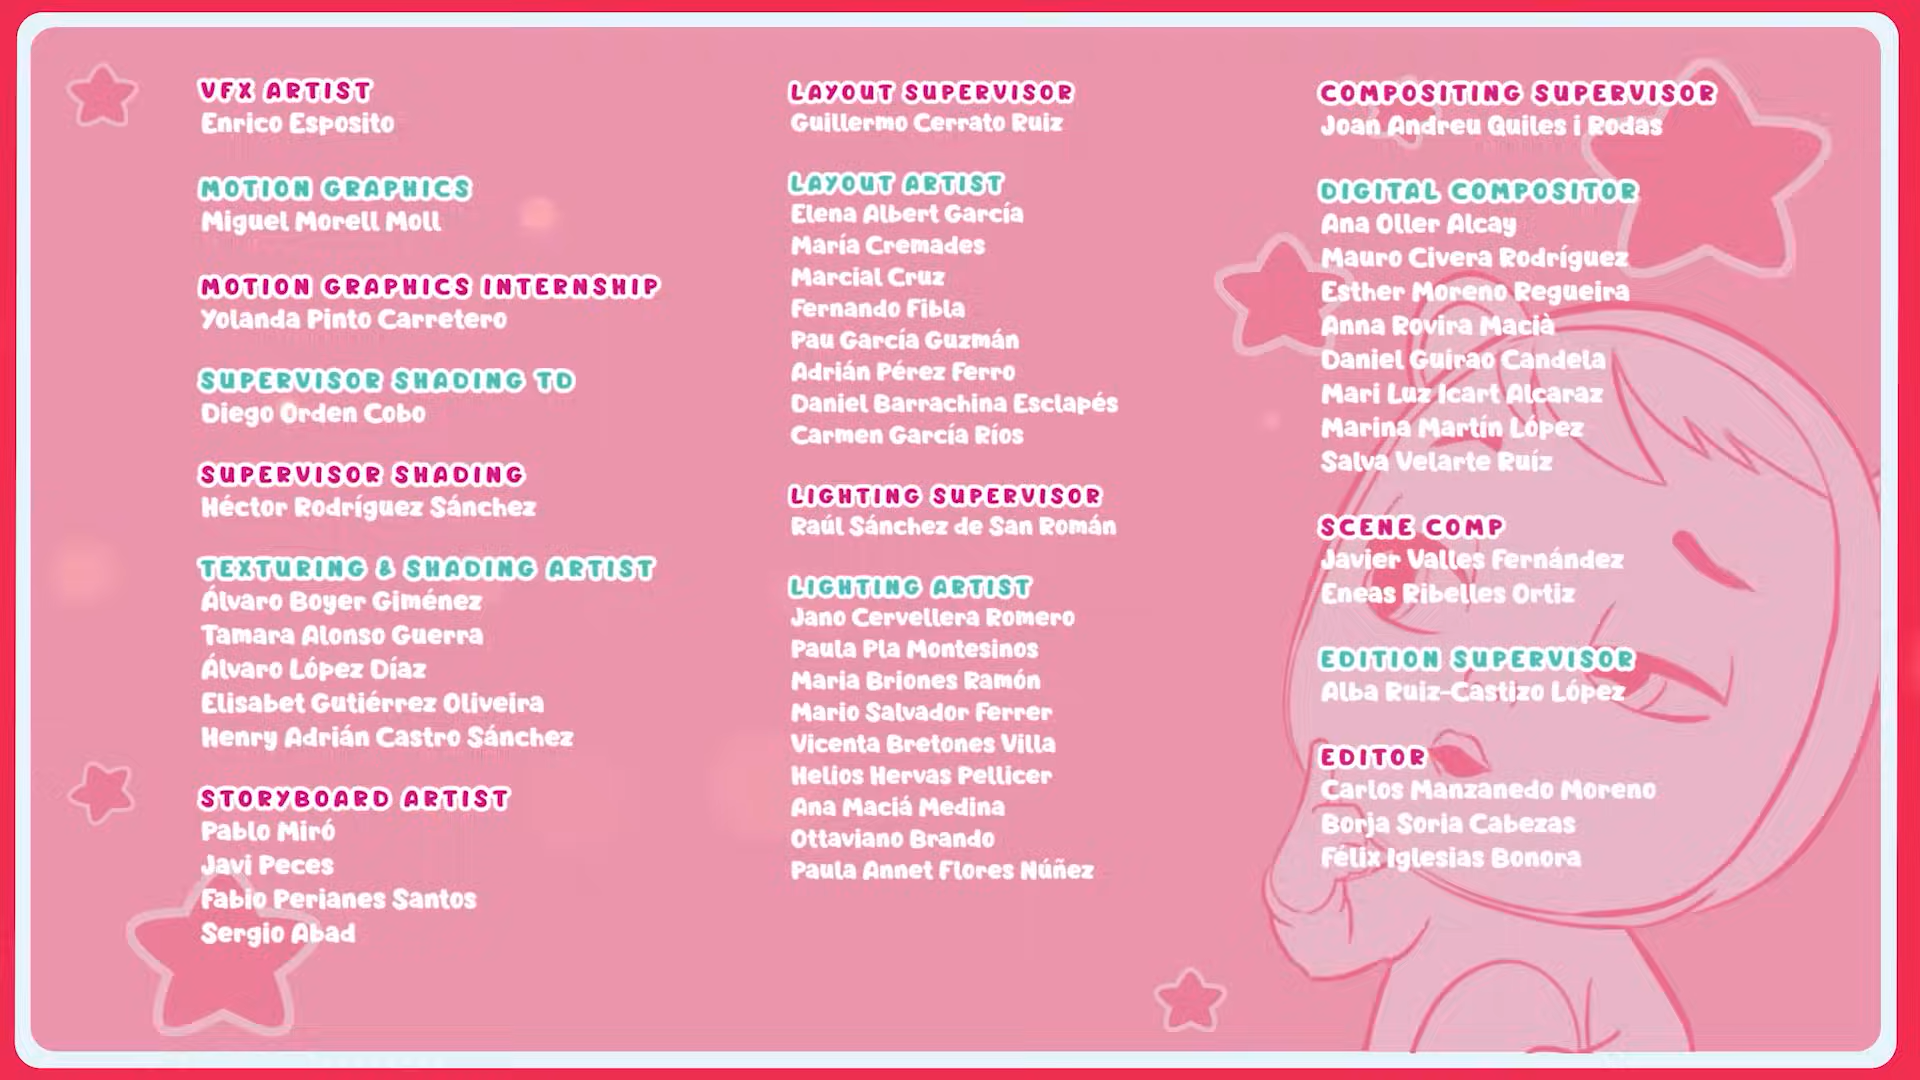 VFX ARTIST
Enrico Esposito
MOTION GRAPHICS
Miguel Morell Moll
MOTION GRAPHICS INTERNSHIP
Yolanda Pinto Carretero
SUPERVISOR SHADING TD
Diego Orden Cobo
SUPERVISOR SHADING
Héctor Rodríguez Sánchez
TEXTURING & SHADING ARTIST
Álvaro Boyer Giménez
Tamara Alonso Guerra
Álvaro López Díaz
Elisabet Gutiérrez Oliveira
Henry Adrián Castro Sánchez
STORYBOARD ARTIST
Pablo Miró
Javi Peces
Fabio Perianes Santos
Sergio Abad
LAYOUT SUPERVISOR
Guillermo Cerrato Ruiz
LAYOUT ARTIST
Elena Albert García
María Cremades
Marcial Cruz
Fernando Fibla
Pau García Guzmán
Adrián Pérez Ferro
Daniel Barrachina Esclapés
Carmen García Ríos
LIGHTING SUPERVISOR
Raúl Sánchez de San Román
LIGHTING ARTIST
Jano Cervellera Romero
Paula Pla Montesinos
Maria Briones Ramón
Mario Salvador Ferrer
Vicenta Bretones Villa
Helios Hervas Pellicer
Ana Maciá Medina
Ottaviano Brando
Paula Annet Flores Núñez
COMPOSITING SUPERVISOR
Joan Andreu Quiles i Rodas
DIGITAL COMPOSITOR
Ana Oller Alcay
Mauro Civera Rodríguez
Esther Moreno Regueira
Anna Rovira Macià
Daniel Guirao Candela
Mari Luz Icart Alcaraz
Marina Martín López
Salva Velarte Ruíz
SCENE COMP
Javier Valles Fernández
Eneas Ribelles Ortiz
EDITION SUPERVISOR
Alba Ruiz-Castizo López
EDITOR
Carlos Manzanedo Moreno
Borja Soria Cabezas
Félix Iglesias Bonora